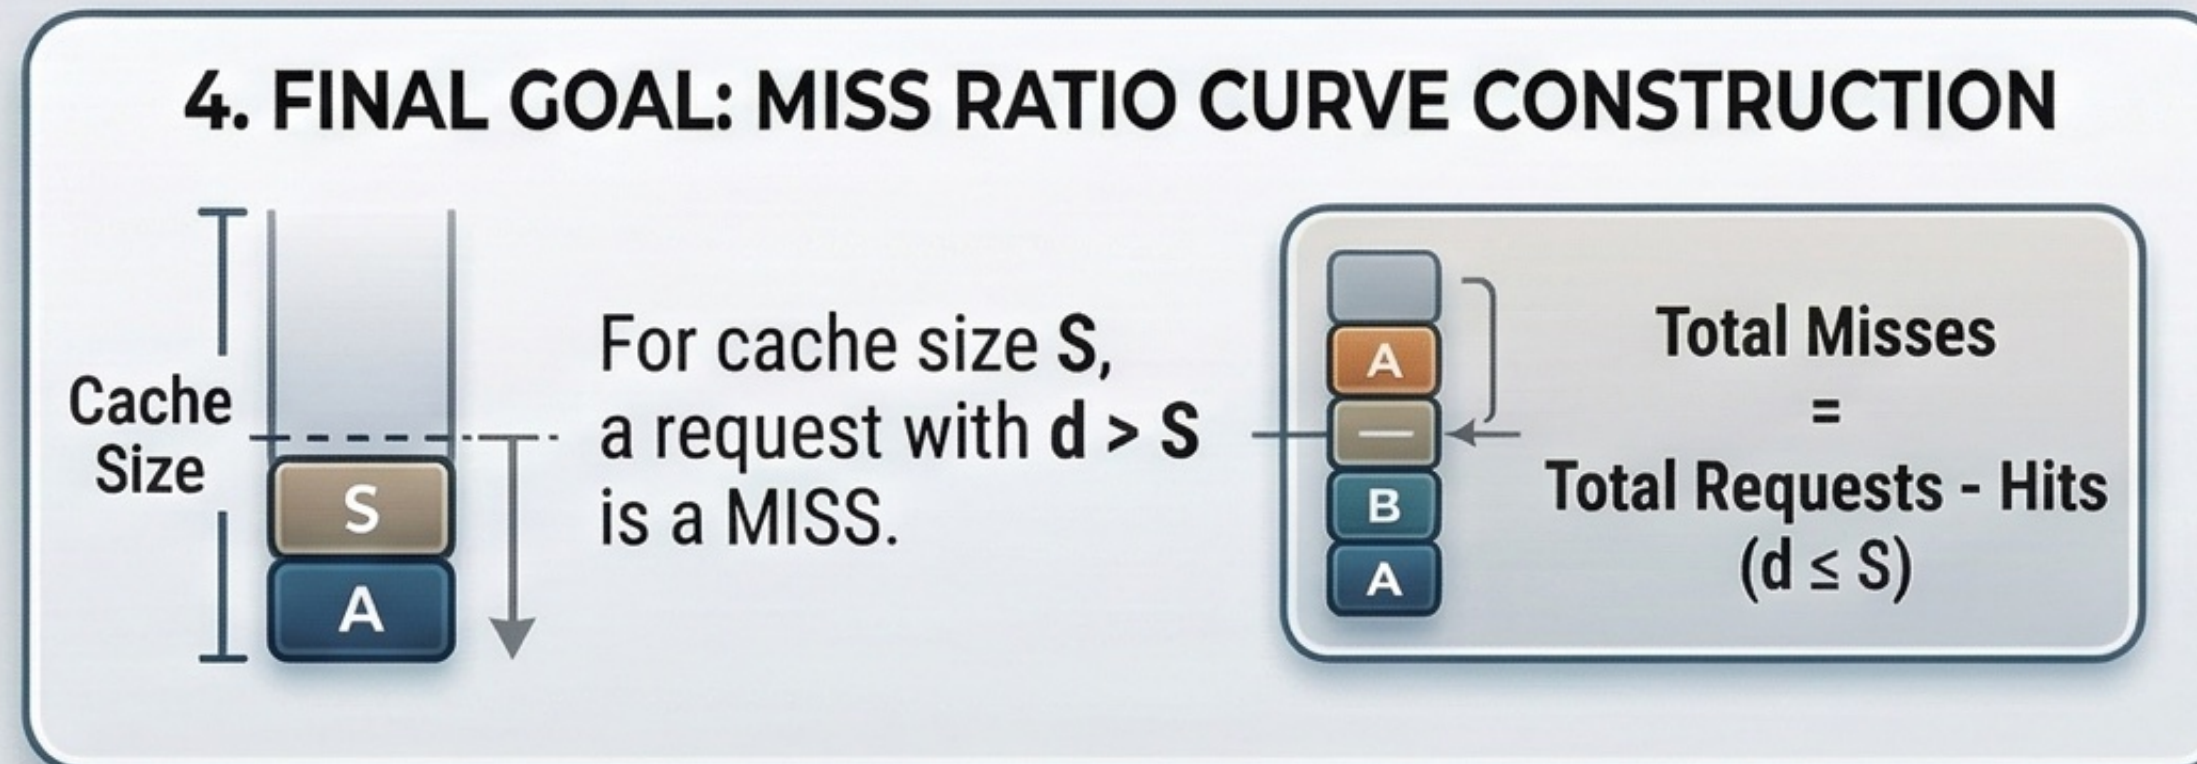 4. FINAL GOAL: MISS RATIO CURVE CONSTRUCTION
Cache
Size
S
A
For cache size S,
a request with d > S
is a MISS.
A
B
A
Total Misses
=
Total Requests - Hits
(d ≤ S)